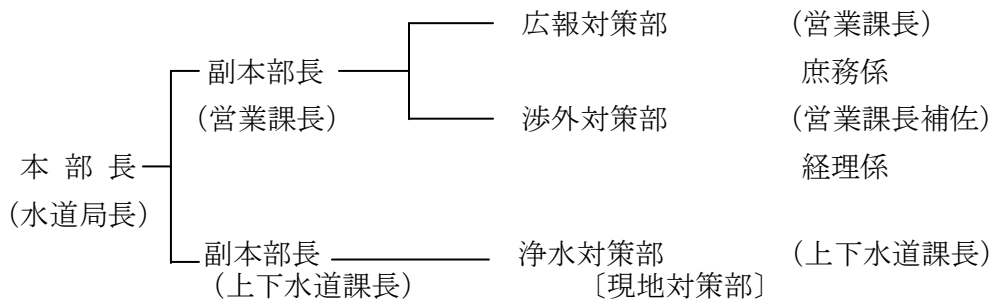 広報対策部 (営業課長)
副本部長 庶務係
(営業課長) 渉外対策部 (営業課長補佐)
本 部 長 経理係
(水道局長)
副本部長 浄水対策部 (上下水道課長)
(上下水道課長) 〔現地対策部〕